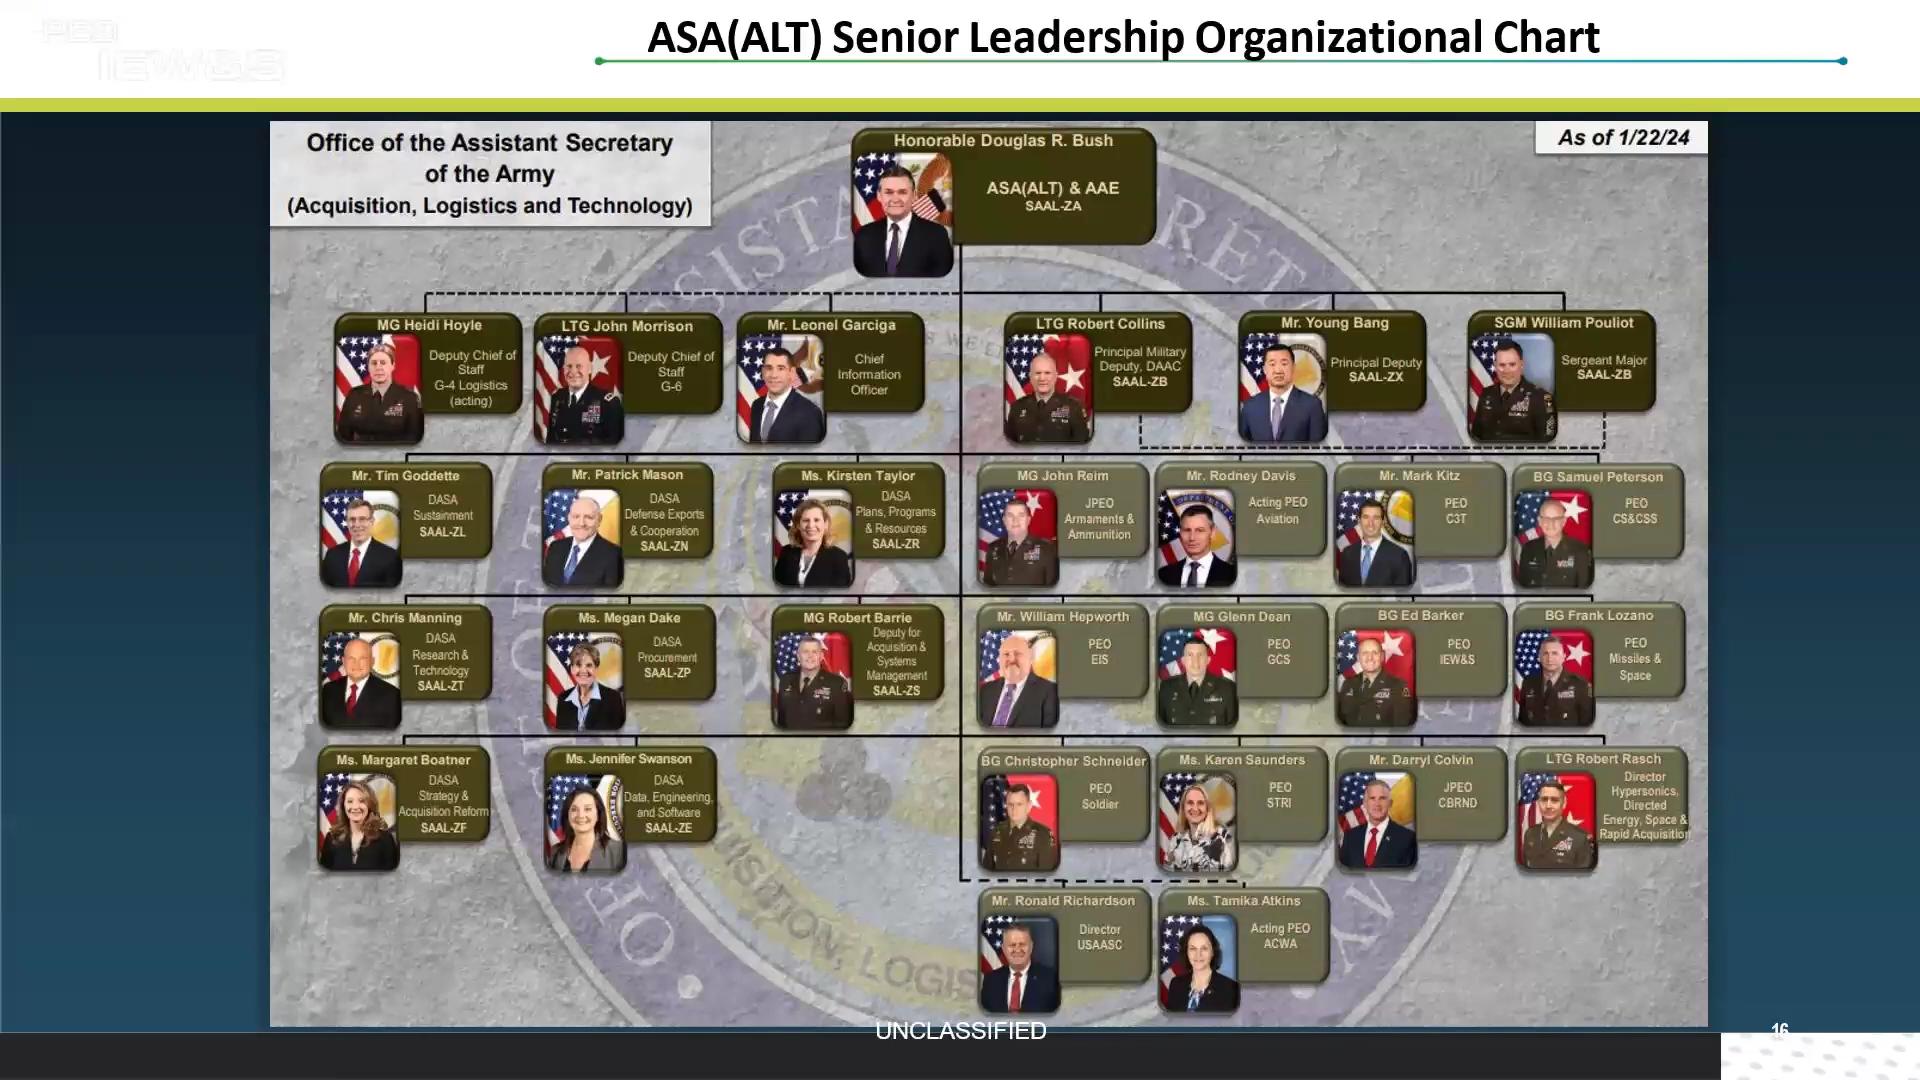 PEO
IEW&S
ASA(ALT) Senior Leadership Organizational Chart
Office of the Assistant Secretary
of the Army
(Acquisition, Logistics and Technology)
As of 1/22/24
Honorable Douglas R. Bush
ASA(ALT) & AAE
SAAL-ZA
MG Heidi Hoyle
Deputy Chief of
Staff
G-4 Logistics
(acting)
LTG John Morrison
Deputy Chief of
Staff
G-6
Mr. Leonel Garciga
Chief
Information
Officer
LTG Robert Collins
Principal Military
Deputy, DAAC
SAAL-ZB
Mr. Young Bang
Principal Deputy
SAAL-ZX
SGM William Pouliot
Sergeant Major
SAAL-ZB
Mr. Tim Goddette
DASA
Sustainment
SAAL-ZL
Mr. Patrick Mason
DASA
Defense Exports
& Cooperation
SAAL-ZN
Ms. Kirsten Taylor
DASA
Plans, Programs
& Resources
SAAL-ZR
MG John Reim
JPEO
Armaments &
Ammunition
Mr. Rodney Davis
Acting PEO
Aviation
Mr. Mark Kitz
PEO
C3T
BG Samuel Peterson
PEO
CS&CSS
Mr. Chris Manning
DASA
Research &
Technology
SAAL-ZT
Ms. Megan Dake
DASA
Procurement
SAAL-ZP
MG Robert Barrie
Deputy for
Acquisition &
Systems
Management
SAAL-ZS
Mr. William Hepworth
PEO
EIS
MG Glenn Dean
PEO
GCS
BG Ed Barker
PEO
IEW&S
BG Frank Lozano
PEO
Missiles &
Space
Ms. Margaret Boatner
DASA
Strategy &
Acquisition Reform
SAAL-ZF
Ms. Jennifer Swanson
DASA
Data, Engineering,
and Software
SAAL-ZE
BG Christopher Schneider
PEO
Soldier
Ms. Karen Saunders
PEO
STRI
Mr. Darryl Colvin
JPEO
CBRND
LTG Robert Rasch
Director
Hypersonics,
Directed
Energy, Space &
Rapid Acquisition
Mr. Ronald Richardson
Director
USAASC
Ms. Tamika Atkins
Acting PEO
ACWA
UNCLASSIFIED
16